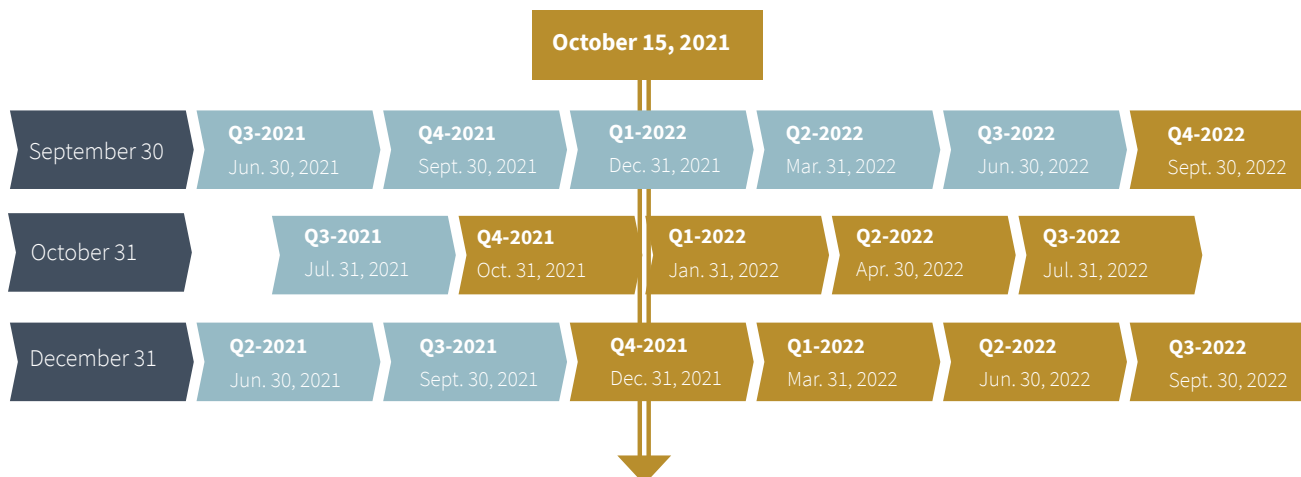 October 15, 2021
September 30
Q3-2021
Jun. 30, 2021
Q4-2021
Sept. 30, 2021
Q1-2022
Dec. 31, 2021
Q2-2022
Mar. 31, 2022
Q3-2022
Jun. 30, 2022
Q4-2022
Sept. 30, 2022
October 31
Q3-2021
Jul. 31, 2021
Q4-2021
Oct. 31, 2021
Q1-2022
Jan. 31, 2022
Q2-2022
Apr. 30, 2022
Q3-2022
Jul. 31, 2022
December 31
Q2-2021
Jun. 30, 2021
Q3-2021
Sept. 30, 2021
Q4-2021
Dec. 31, 2021
Q1-2022
Mar. 31, 2022
Q2-2022
Jun. 30, 2022
Q3-2022
Sept. 30, 2022